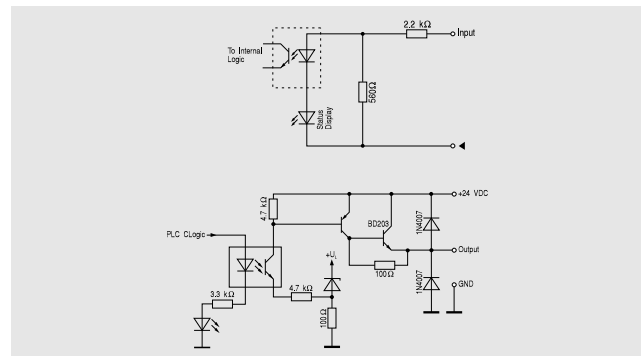 2.2 kΩ
Input
To Internal
Logic
560Ω
Status
Display
+24 VDC
4.7 kΩ
1N4007
BD203
PLC CLogic
Output
+U
100Ω
4.7 kΩ
1N4007
GND
3.3 kΩ
100Ω